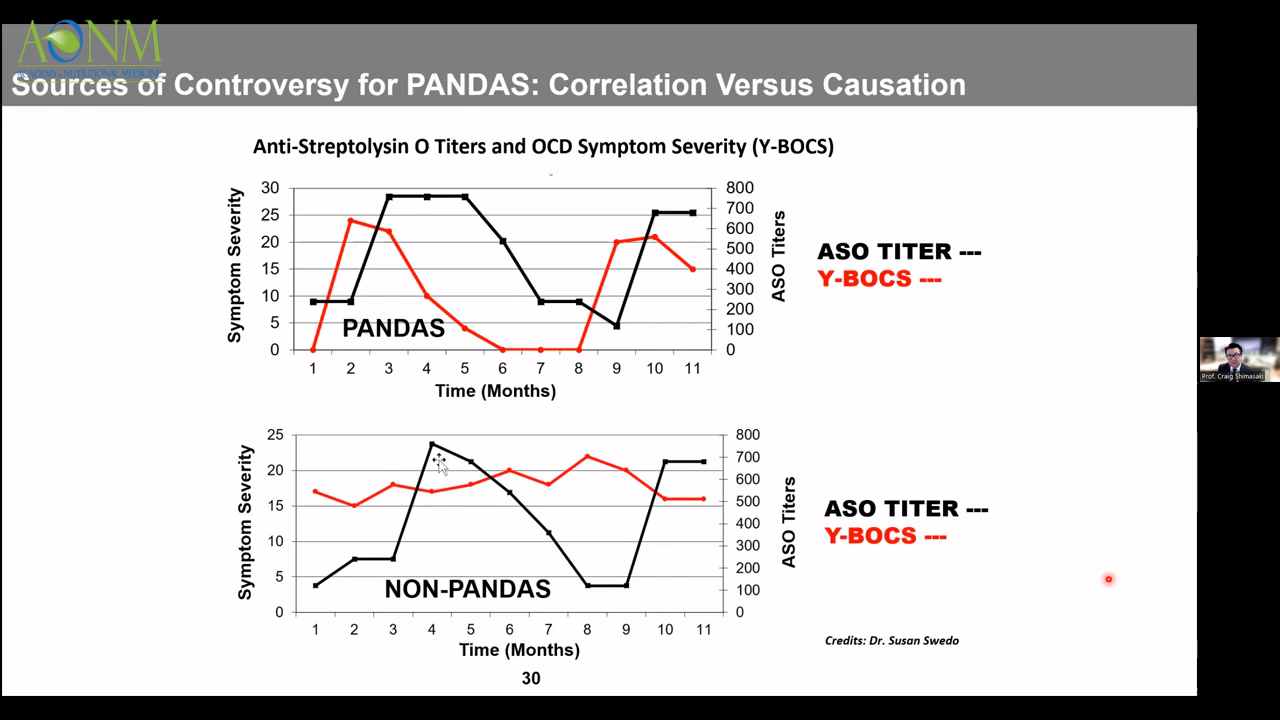 AONM
ACADEMY of NUTRITIONAL MEDICINE
Sources of Controversy for PANDAS: Correlation Versus Causation
Anti-Streptolysin O Titers and OCD Symptom Severity (Y-BOCS)
Symptom Severity
30
25
20
15
10
5
0
800
700
600
500
400
300
200
100
0
ASO Titers
PANDAS
1 2 3 4 5 6 7 8 9 10 11
Time (Months)
ASO TITER ---
Y-BOCS ---
Symptom Severity
25
20
15
10
5
0
800
700
600
500
400
300
200
100
0
ASO Titers
NON-PANDAS
1 2 3 4 5 6 7 8 9 10 11
Time (Months)
ASO TITER ---
Y-BOCS ---
Credits: Dr. Susan Swedo
30
Prof. Craig Shimasaki